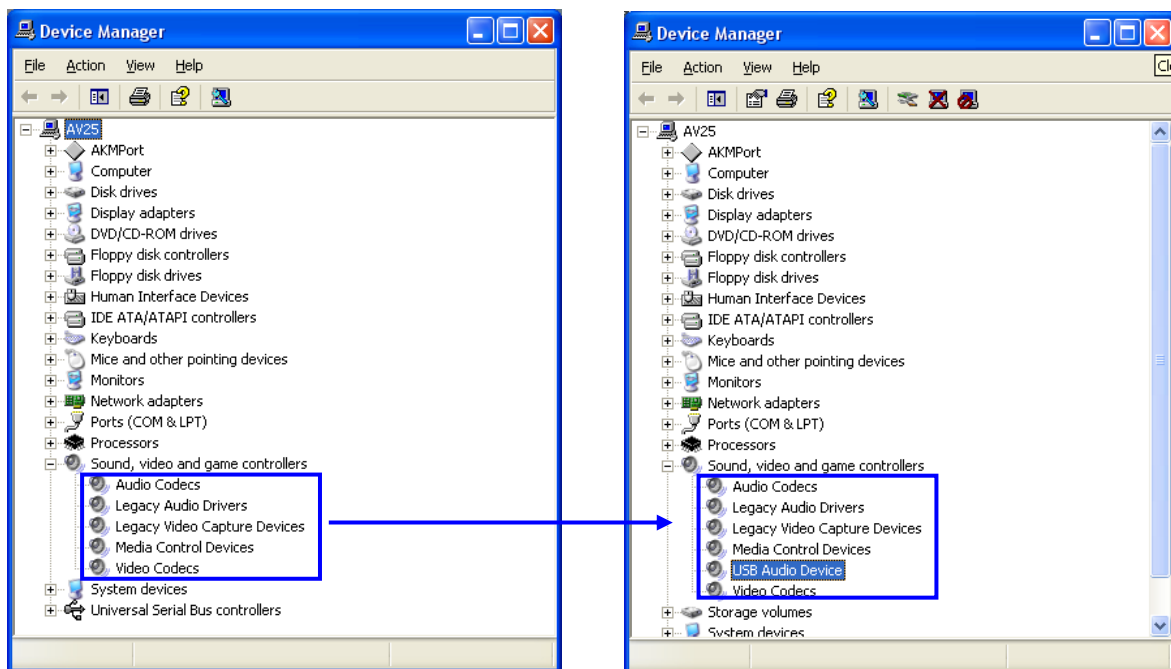 Device Manager
File Action View Help
AV25
AKMPort
Computer
Disk drives
Display adapters
DVD/CD-ROM drives
Floppy disk controllers
Floppy disk drives
Human Interface Devices
IDE ATA/ATAPI controllers
Keyboards
Mice and other pointing devices
Monitors
Network adapters
Ports (COM & LPT)
Processors
Sound, video and game controllers
Audio Codecs
Legacy Audio Drivers
Legacy Video Capture Devices
Media Control Devices
Video Codecs
System devices
Universal Serial Bus controllers
Device Manager
File Action View Help
AV25
AKMPort
Computer
Disk drives
Display adapters
DVD/CD-ROM drives
Floppy disk controllers
Floppy disk drives
Human Interface Devices
IDE ATA/ATAPI controllers
Keyboards
Mice and other pointing devices
Monitors
Network adapters
Ports (COM & LPT)
Processors
Sound, video and game controllers
Audio Codecs
Legacy Audio Drivers
Legacy Video Capture Devices
Media Control Devices
USB Audio Device
Video Codecs
Storage volumes
System devices